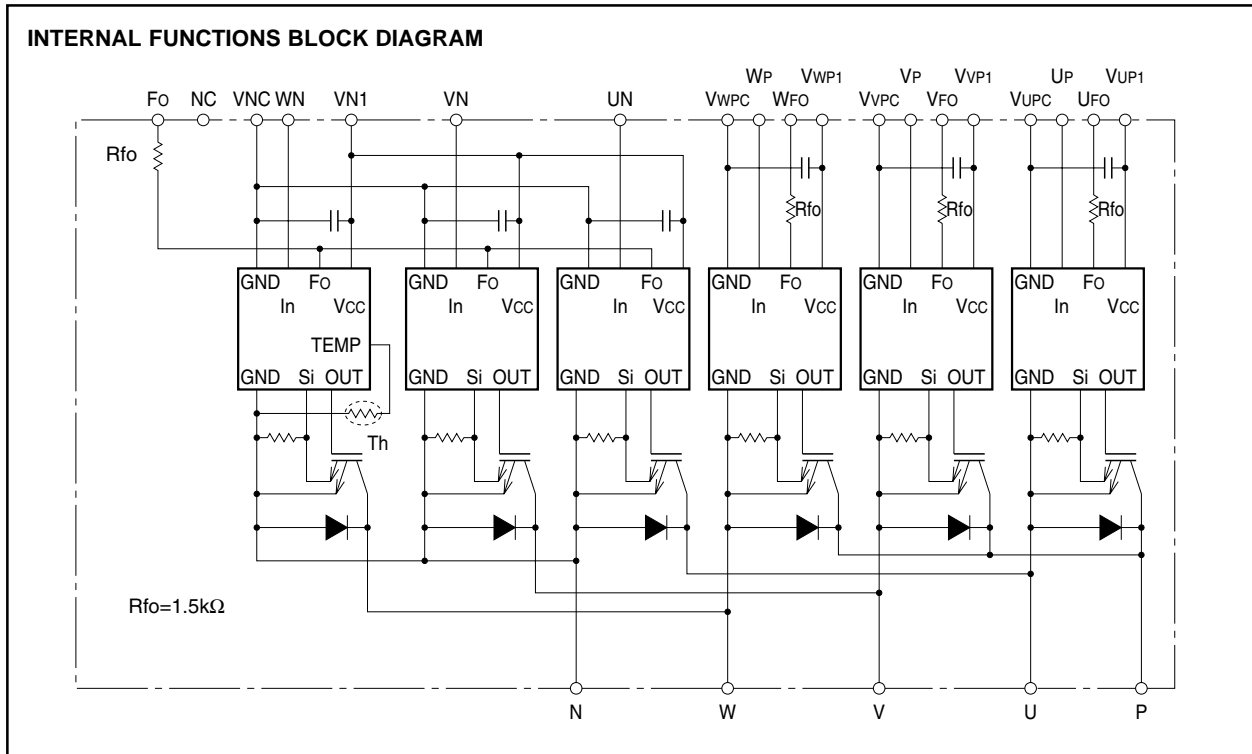 INTERNAL FUNCTIONS BLOCK DIAGRAM
WP VWP1 VP VVP1 UP VUP1
FO NC VNC WN VN1 VN UN VWPC WFO VVPC VFO VUPC UFO
Rfo
Rfo Rfo Rfo
GND FO GND FO GND FO GND FO GND FO GND FO
In VCC In VCC In VCC In VCC In VCC In VCC
TEMP
GND Si OUT GND Si OUT GND Si OUT GND Si OUT GND Si OUT GND Si OUT
Th
Rfo=1.5kΩ
N W V U P